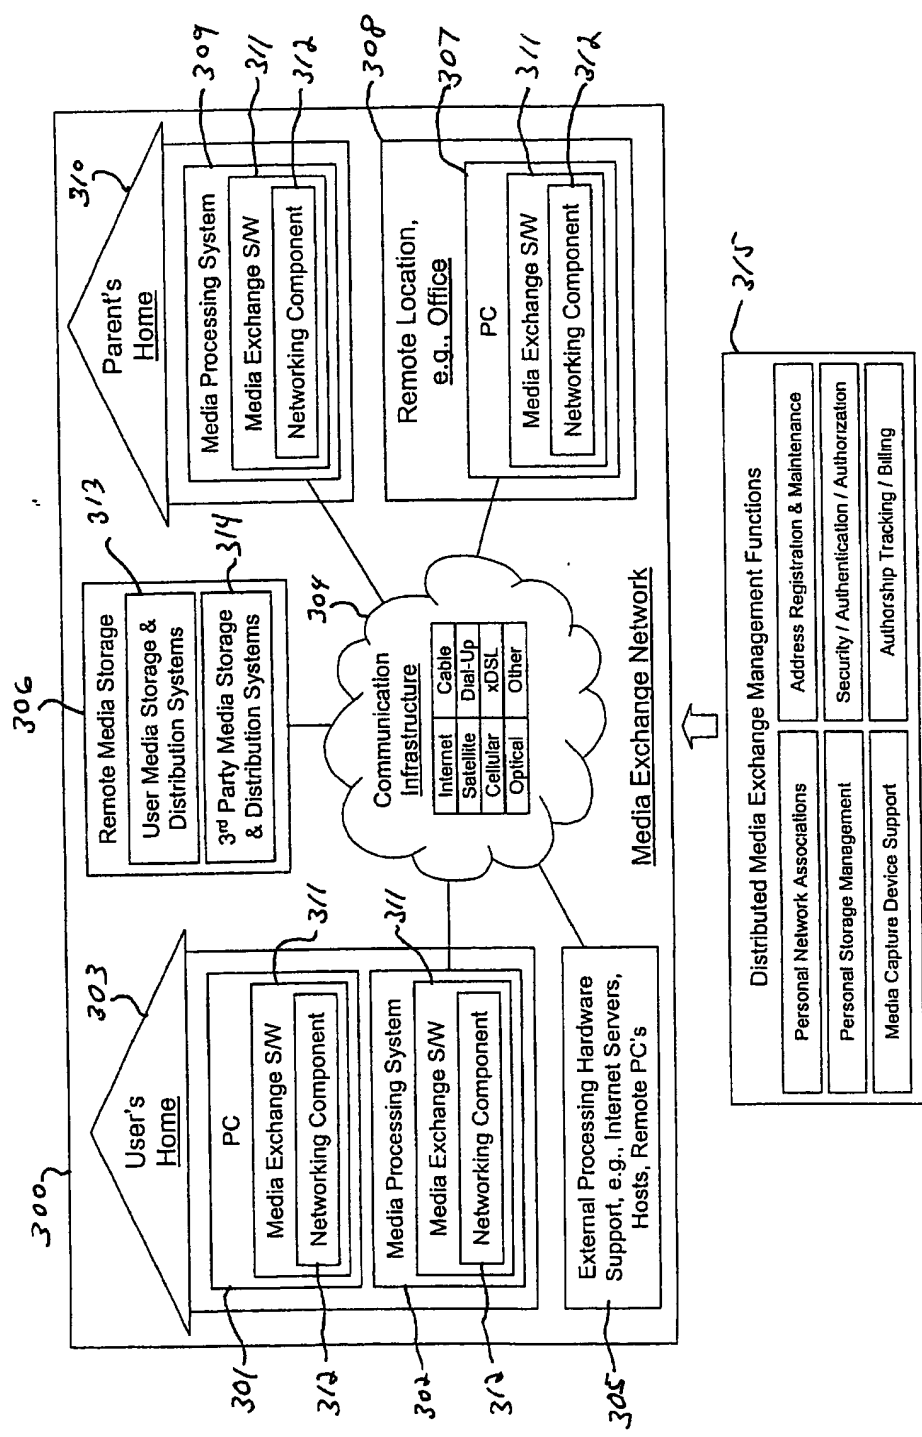 300
303
User's
Home
PC
Media Exchange S/W
Networking Component
301
312
311
Media Processing System
Media Exchange S/W
Networking Component
302
312
311
External Processing Hardware
Support, e.g., Internet Servers,
Hosts, Remote PC's
305
306
Remote Media Storage
User Media Storage &
Distribution Systems
313
3rd Party Media Storage
& Distribution Systems
314
304
Communication
Infrastructure
Internet Cable
Satellite Dial-Up
Cellular xDSL
Optical Other
Media Exchange Network
310
Parent's
Home
Media Processing System
Media Exchange S/W
Networking Component
309
311
312
308
Remote Location,
e.g., Office
307
PC
Media Exchange S/W
Networking Component
311
312
315
Distributed Media Exchange Management Functions
Personal Network Associations Address Registration & Maintenance
Personal Storage Management Security / Authentication / Authorization
Media Capture Device Support Authorship Tracking / Billing